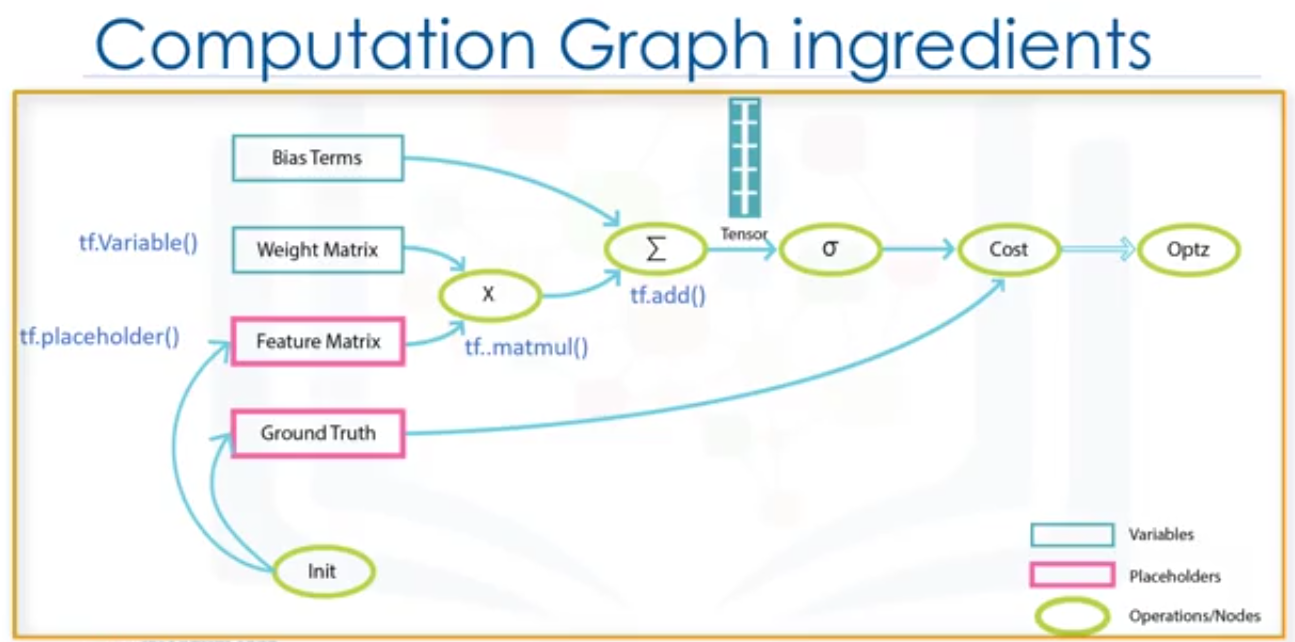 Computation Graph ingredients
Bias Terms
tf.Variable()
Weight Matrix
Σ
Tensor
σ
Cost
Optz
X
tf.add()
tf.placeholder()
Feature Matrix
tf..matmul()
Ground Truth
Init
Variables
Placeholders
Operations/Nodes